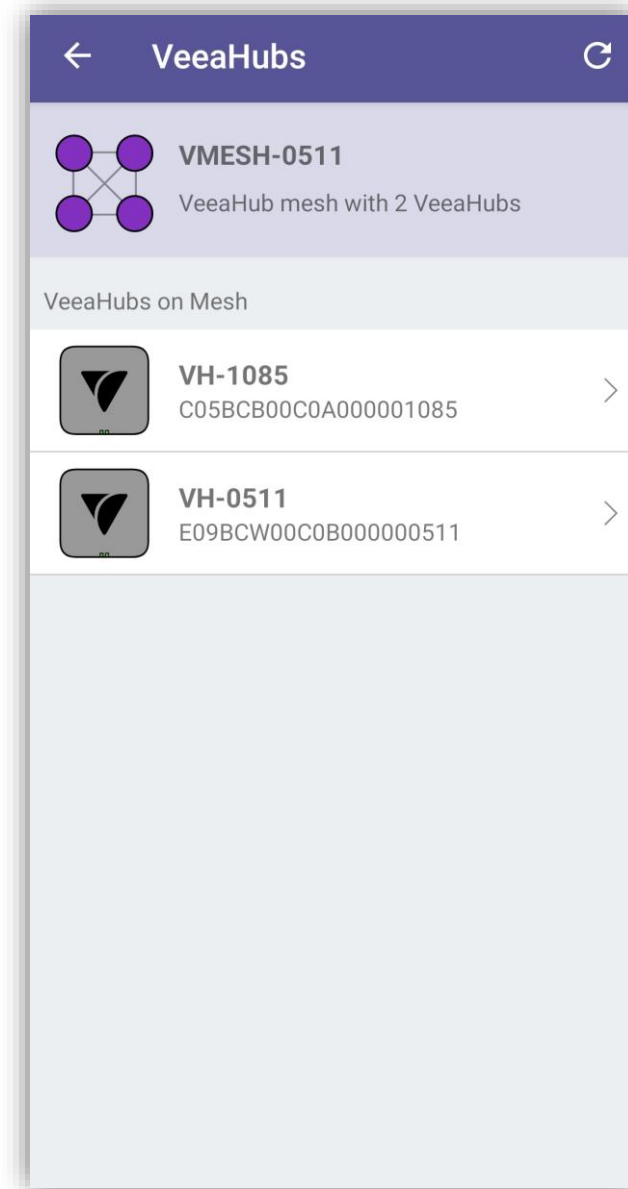 VeeaHubs
VMESH-0511
VeeaHub mesh with 2 VeeaHubs
VeeaHubs on Mesh
VH-1085
C05BCB00C0A000001085
VH-0511
E09BCW00C0B000000511